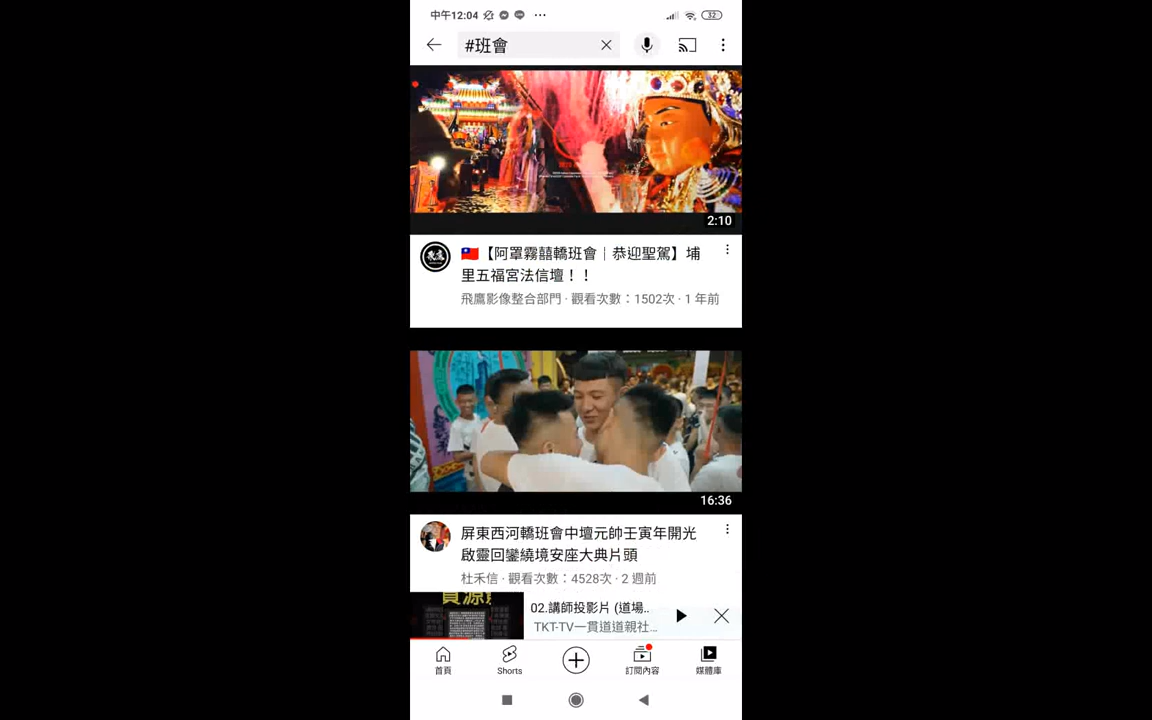 中午12:04 ... 32
#班會
2:10
🇹🇼【阿罩霧囍轎班會｜恭迎聖駕】埔
里五福宮法信壇！！
飛鷹影像整合部門 · 觀看次數：1502次 · 1 年前
16:36
屏東西河轎班會中壇元帥壬寅年開光
啟靈回鑾繞境安座大典片頭
杜禾信 · 觀看次數：4528次 · 2 週前
02.講師投影片 (道場..
TKT-TV一貫道道親社...
首頁 Shorts 訂閱內容 媒體庫